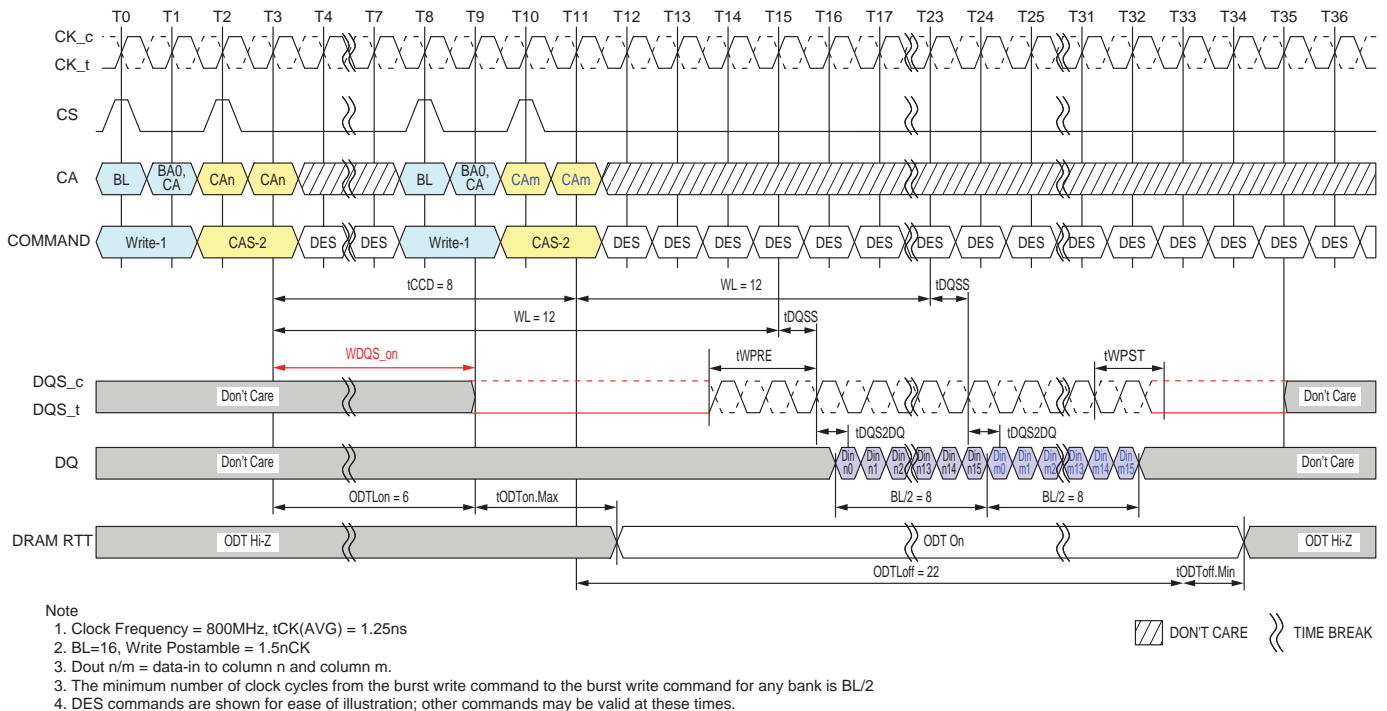 T0 T1 T2 T3 T4 T7 T8 T9 T10 T11 T12 T13 T14 T15 T16 T17 T23 T24 T25 T31 T32 T33 T34 T35 T36
CK_c
CK_t
CS
CA BL BA0, CA CAn CAn BL BA0, CA CAm CAm
COMMAND Write-1 CAS-2 DES DES Write-1 CAS-2 DES DES DES DES DES DES DES DES DES DES DES DES DES DES DES
tCCD = 8 WL = 12 tDQSS
WL = 12 tDQSS
WDQS_on tWPRE tWPST
DQS_c
DQS_t
Don't Care Don't Care
tDQS2DQ tDQS2DQ
DQ Don't Care Din n0 Din n1 Din n2 Din n13 Din n14 Din n15 Din m0 Din m1 Din m2 Din m13 Din m14 Din m15 Don't Care
ODTLon = 6 tODTon.Max BL/2 = 8 BL/2 = 8
DRAM RTT ODT Hi-Z ODT On ODT Hi-Z
ODTLoff = 22 tODToff.Min
Note
1. Clock Frequency = 800MHz, tCK(AVG) = 1.25ns
2. BL=16, Write Postamble = 1.5nCK
3. Dout n/m = data-in to column n and column m.
3. The minimum number of clock cycles from the burst write command to the burst write command for any bank is BL/2
4. DES commands are shown for ease of illustration; other commands may be valid at these times.
DON'T CARE TIME BREAK